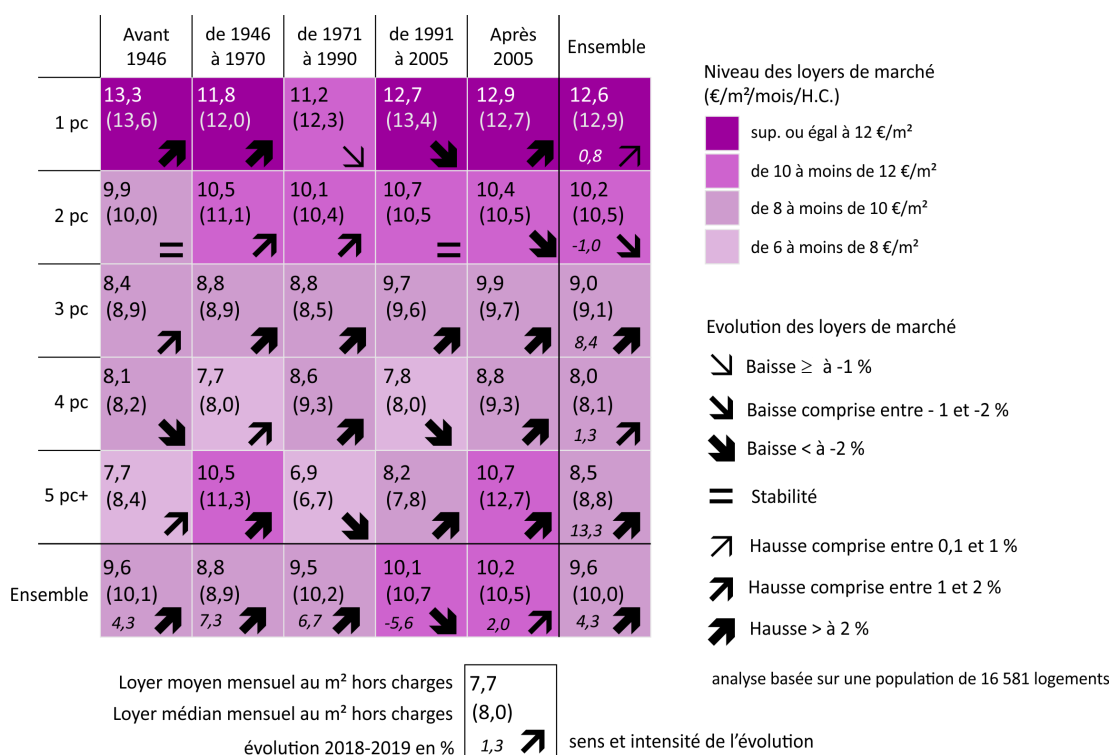 Avant 1946
de 1946 à 1970
de 1971 à 1990
de 1991 à 2005
Après 2005
Ensemble
1 pc
13,3 11,8 11,2 12,7 12,9 12,6
(13,6) (12,0) (12,3) (13,4) (12,7) (12,9)
0,8
2 pc
9,9 10,5 10,1 10,7 10,4 10,2
(10,0) (11,1) (10,4) (10,5 (10,5) (10,5)
-1,0
3 pc
8,4 8,8 8,8 9,7 9,9 9,0
(8,9) (8,9) (8,5) (9,6) (9,7) (9,1)
8,4
4 pc
8,1 7,7 8,6 7,8 8,8 8,0
(8,2) (8,0) (9,3) (8,0) (9,3) (8,1)
1,3
5 pc+
7,7 10,5 6,9 8,2 10,7 8,5
(8,4) (11,3) (6,7) (7,8) (12,7) (8,8)
13,3
Ensemble
9,6 8,8 9,5 10,1 10,2 9,6
(10,1) (8,9) (10,2) (10,7 (10,5) (10,0)
4,3 7,3 6,7 -5,6 2,0 4,3
Niveau des loyers de marché
(€/m²/mois/H.C.)
sup. ou égal à 12 €/m²
de 10 à moins de 12 €/m²
de 8 à moins de 10 €/m²
de 6 à moins de 8 €/m²
Evolution des loyers de marché
Baisse ≥ à -1 %
Baisse comprise entre - 1 et -2 %
Baisse < à -2 %
= Stabilité
Hausse comprise entre 0,1 et 1 %
Hausse comprise entre 1 et 2 %
Hausse > à 2 %
analyse basée sur une population de 16 581 logements
Loyer moyen mensuel au m² hors charges 7,7
Loyer médian mensuel au m² hors charges (8,0)
évolution 2018-2019 en % 1,3 sens et intensité de l'évolution